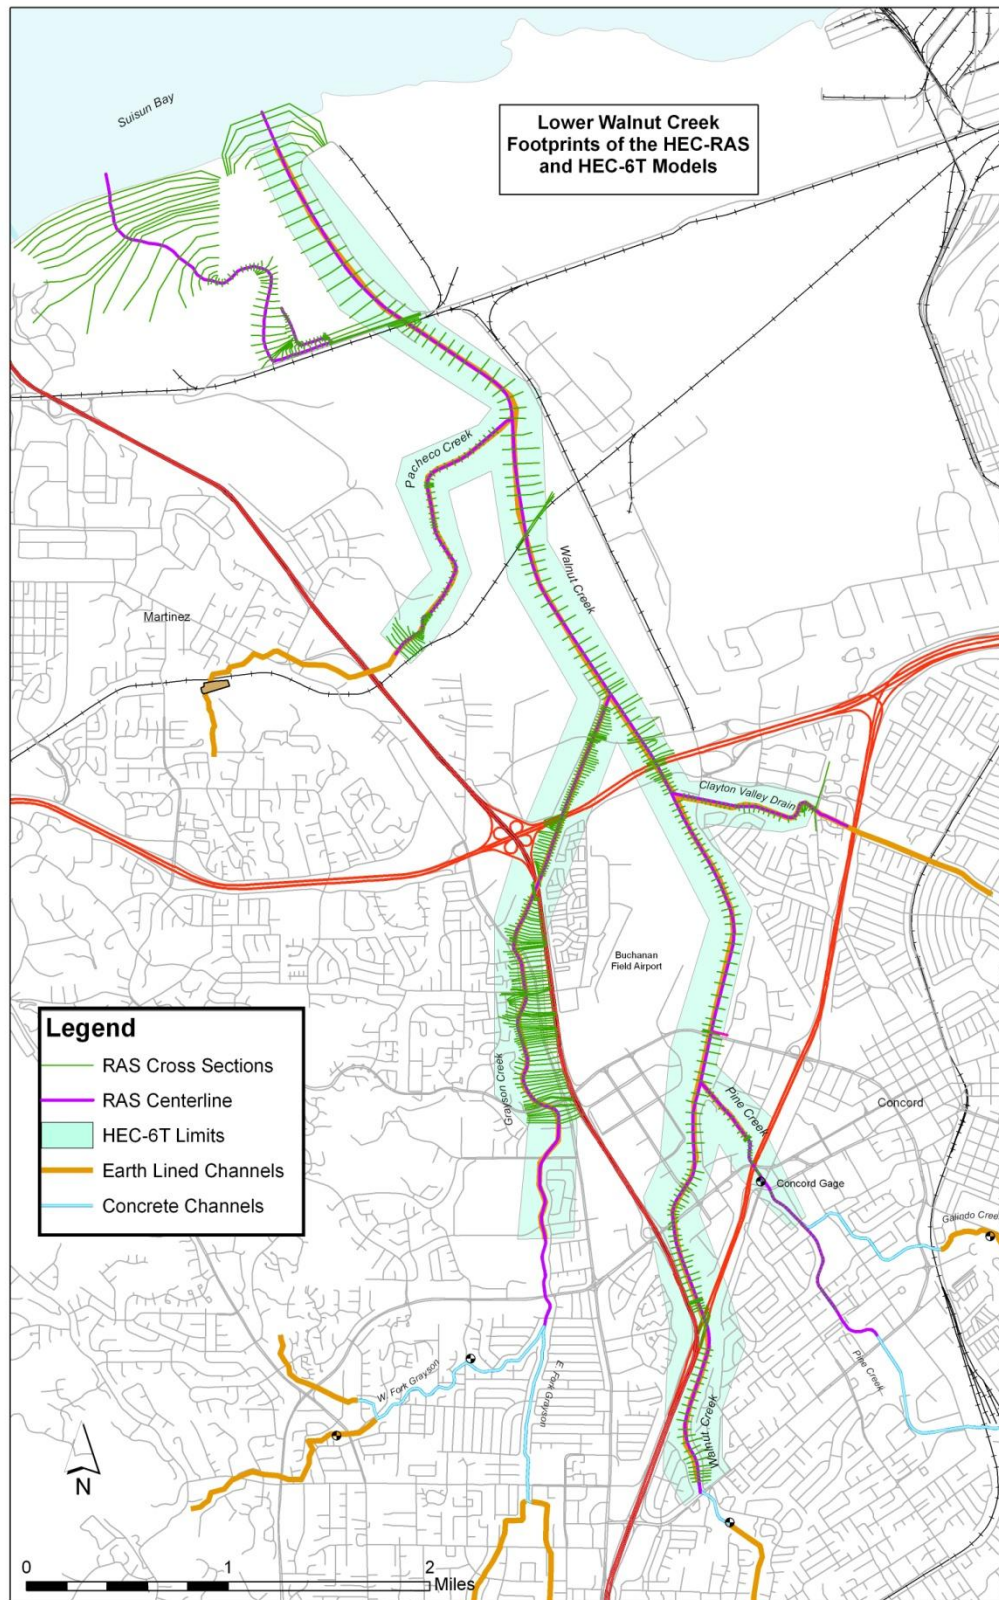 Suisun Bay
Lower Walnut Creek
Footprints of the HEC-RAS
and HEC-6T Models
Pacheco Creek
Walnut Creek
Martinez
Clayton Valley Drain
Buchanan
Field Airport
Legend
RAS Cross Sections
RAS Centerline
HEC-6T Limits
Earth Lined Channels
Concrete Channels
Grayson Creek
Pine Creek
Concord
Concord Gage
Galindo Creek
Pine Creek
W. Fork Grayson
E. Fork Grayson
Walnut Creek
N
0 1 2
Miles